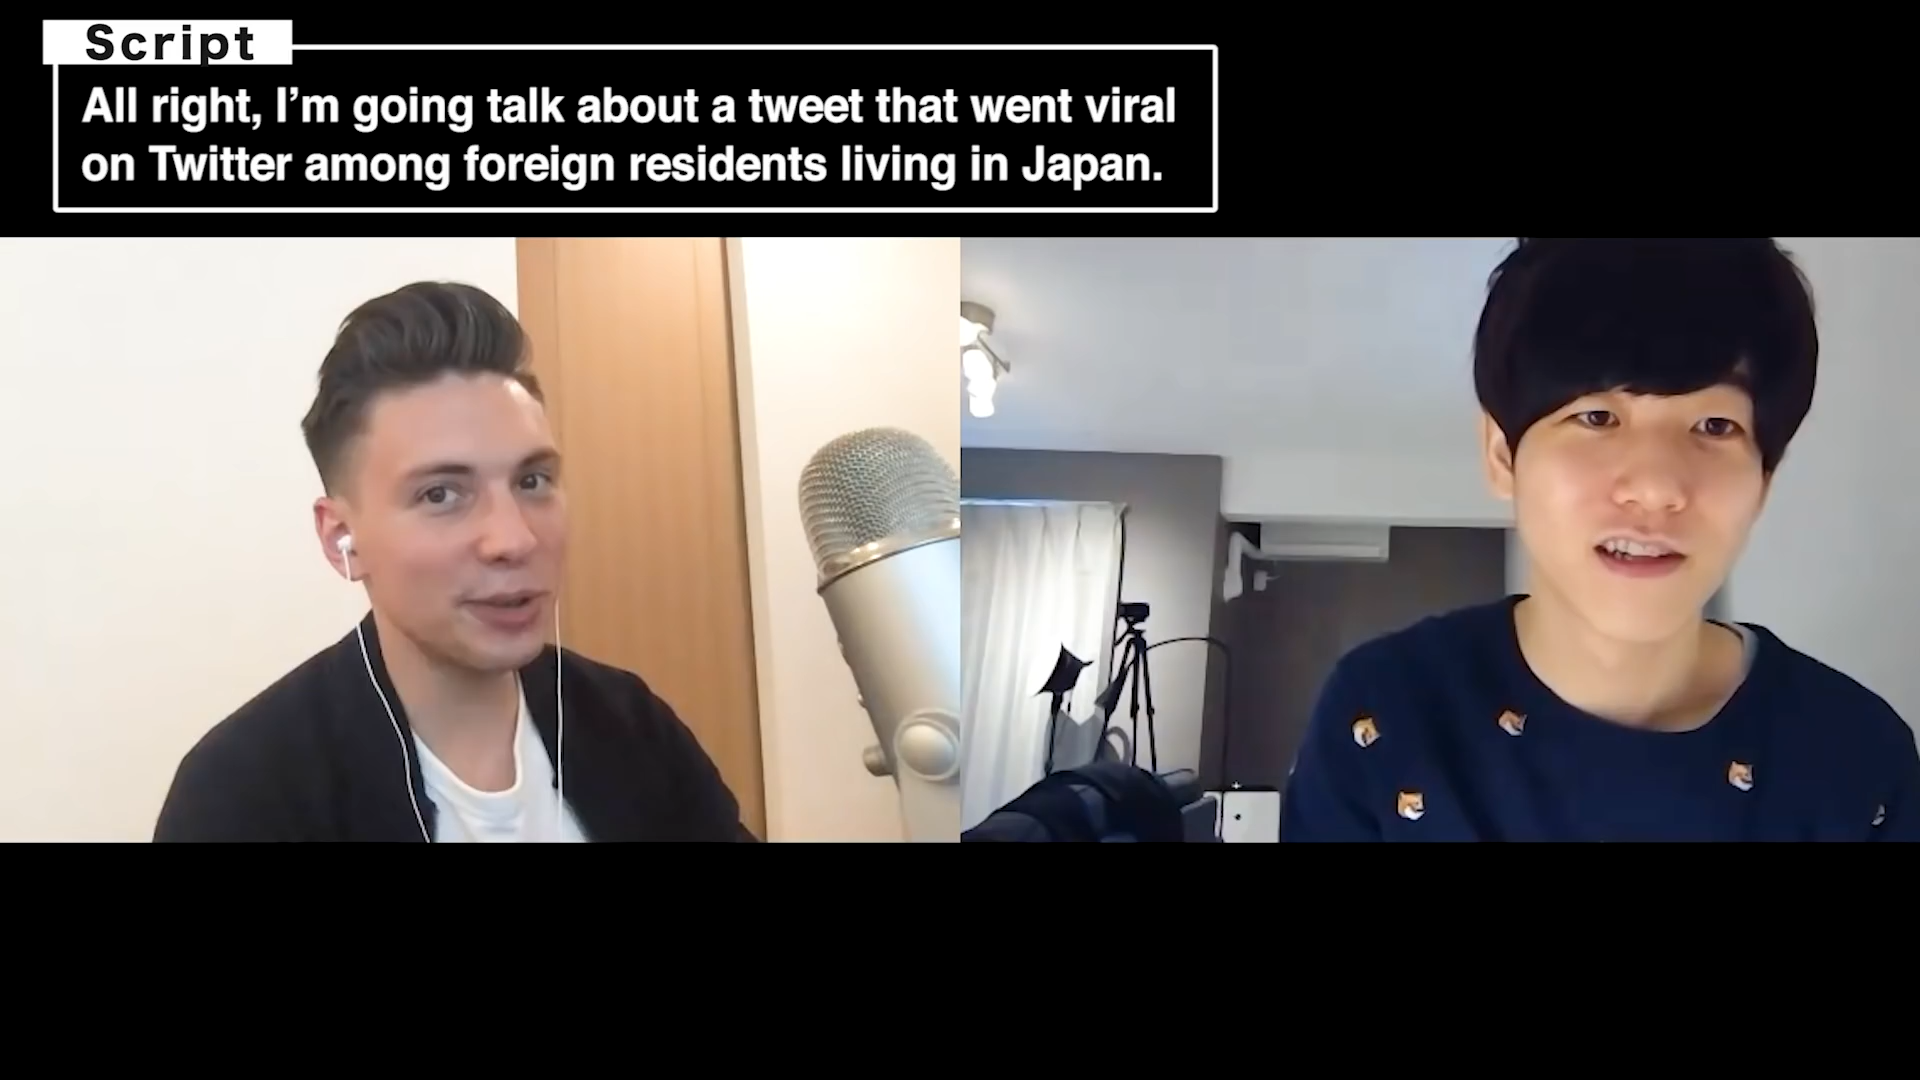 Script
All right, I’m going talk about a tweet that went viral
on Twitter among foreign residents living in Japan.